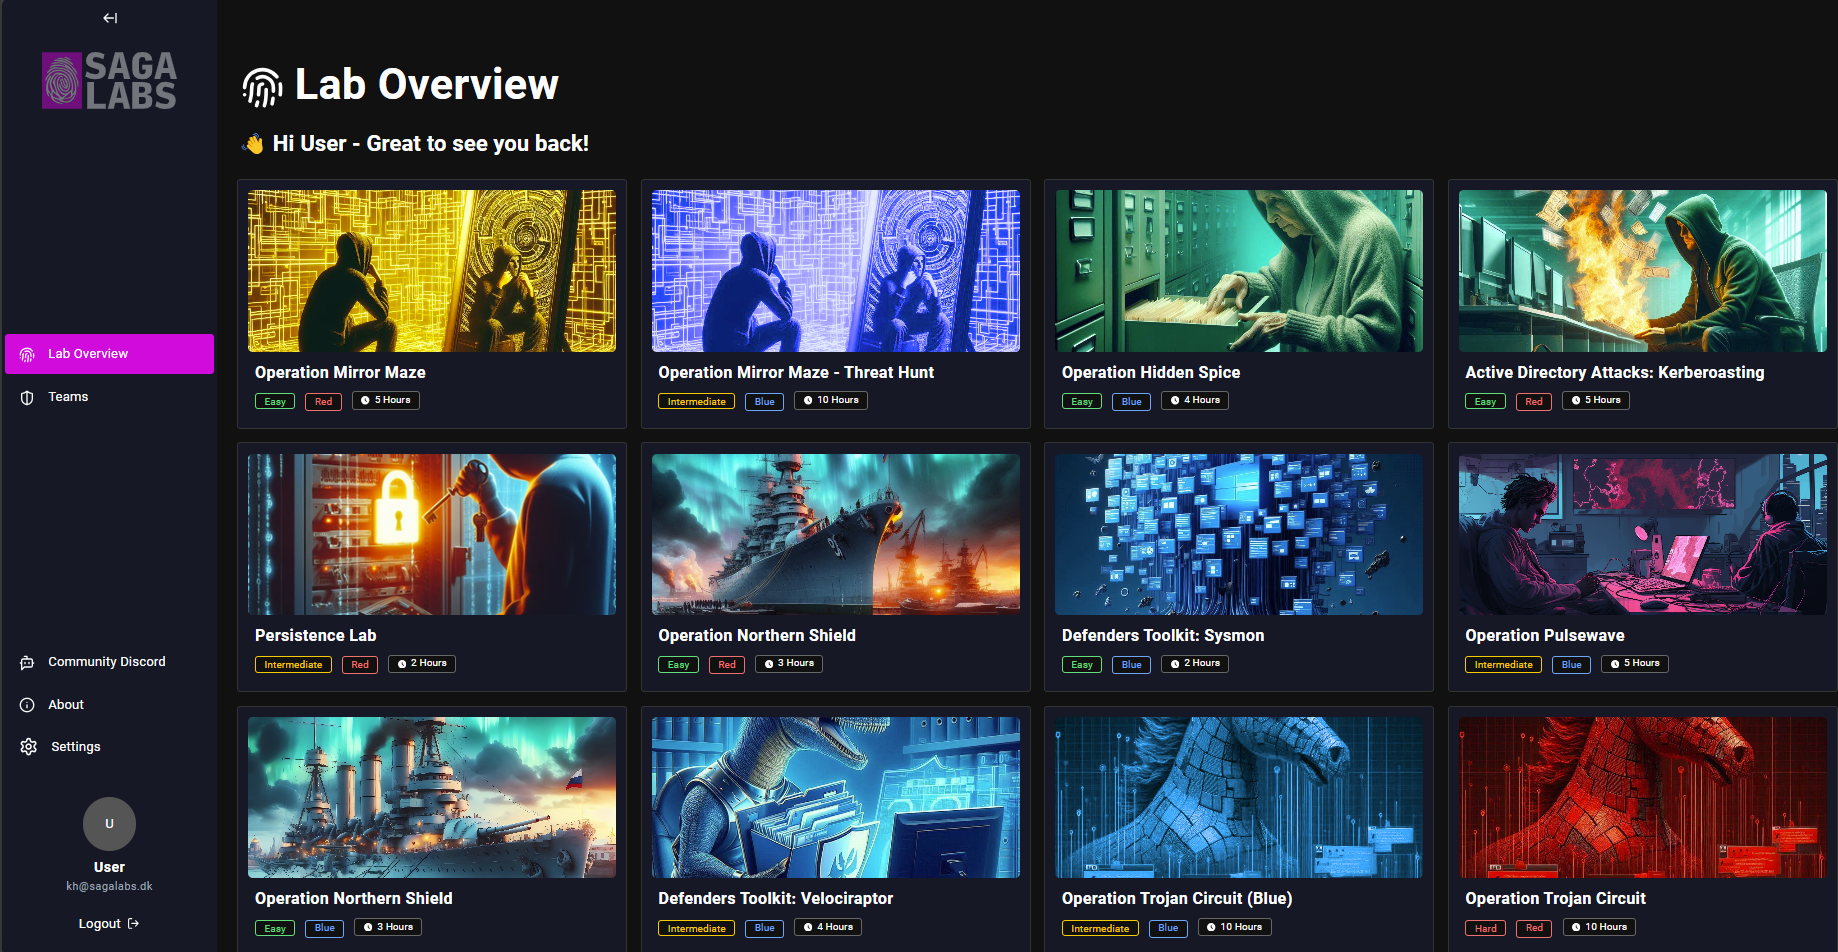 SAGA
LABS
Lab Overview
Teams
Community Discord
About
Settings
U
User
kh@sagalabs.dk
Logout
Lab Overview
👋 Hi User - Great to see you back!
Operation Mirror Maze
Easy Red 5 Hours
Operation Mirror Maze - Threat Hunt
Intermediate Blue 10 Hours
Operation Hidden Spice
Easy Blue 4 Hours
Active Directory Attacks: Kerberoasting
Easy Red 5 Hours
Persistence Lab
Intermediate Red 2 Hours
Operation Northern Shield
Easy Red 3 Hours
Defenders Toolkit: Sysmon
Easy Blue 2 Hours
Operation Pulsewave
Intermediate Blue 5 Hours
Operation Northern Shield
Easy Blue 3 Hours
Defenders Toolkit: Velociraptor
Intermediate Blue 4 Hours
Operation Trojan Circuit (Blue)
Intermediate Blue 10 Hours
Operation Trojan Circuit
Hard Red 10 Hours